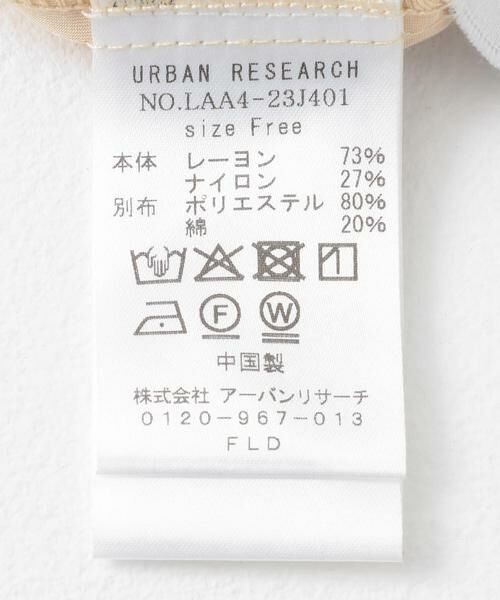 URBAN RESEARCH
NO.LAA4-23J401
size Free
本体 レーヨン 73%
ナイロン 27%
別布 ポリエステル 80%
綿 20%
F W
中国製
株式会社 アーバンリサーチ
0120-967-013
FLD